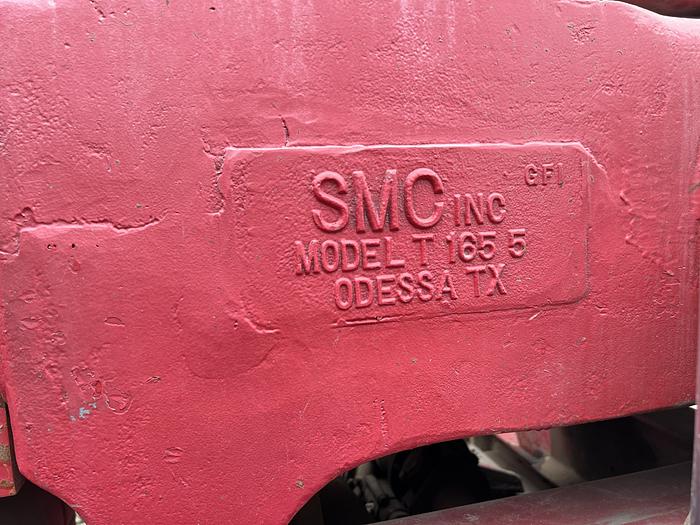 GFI
SMC INC
MODEL T 165 5
ODESSA TX